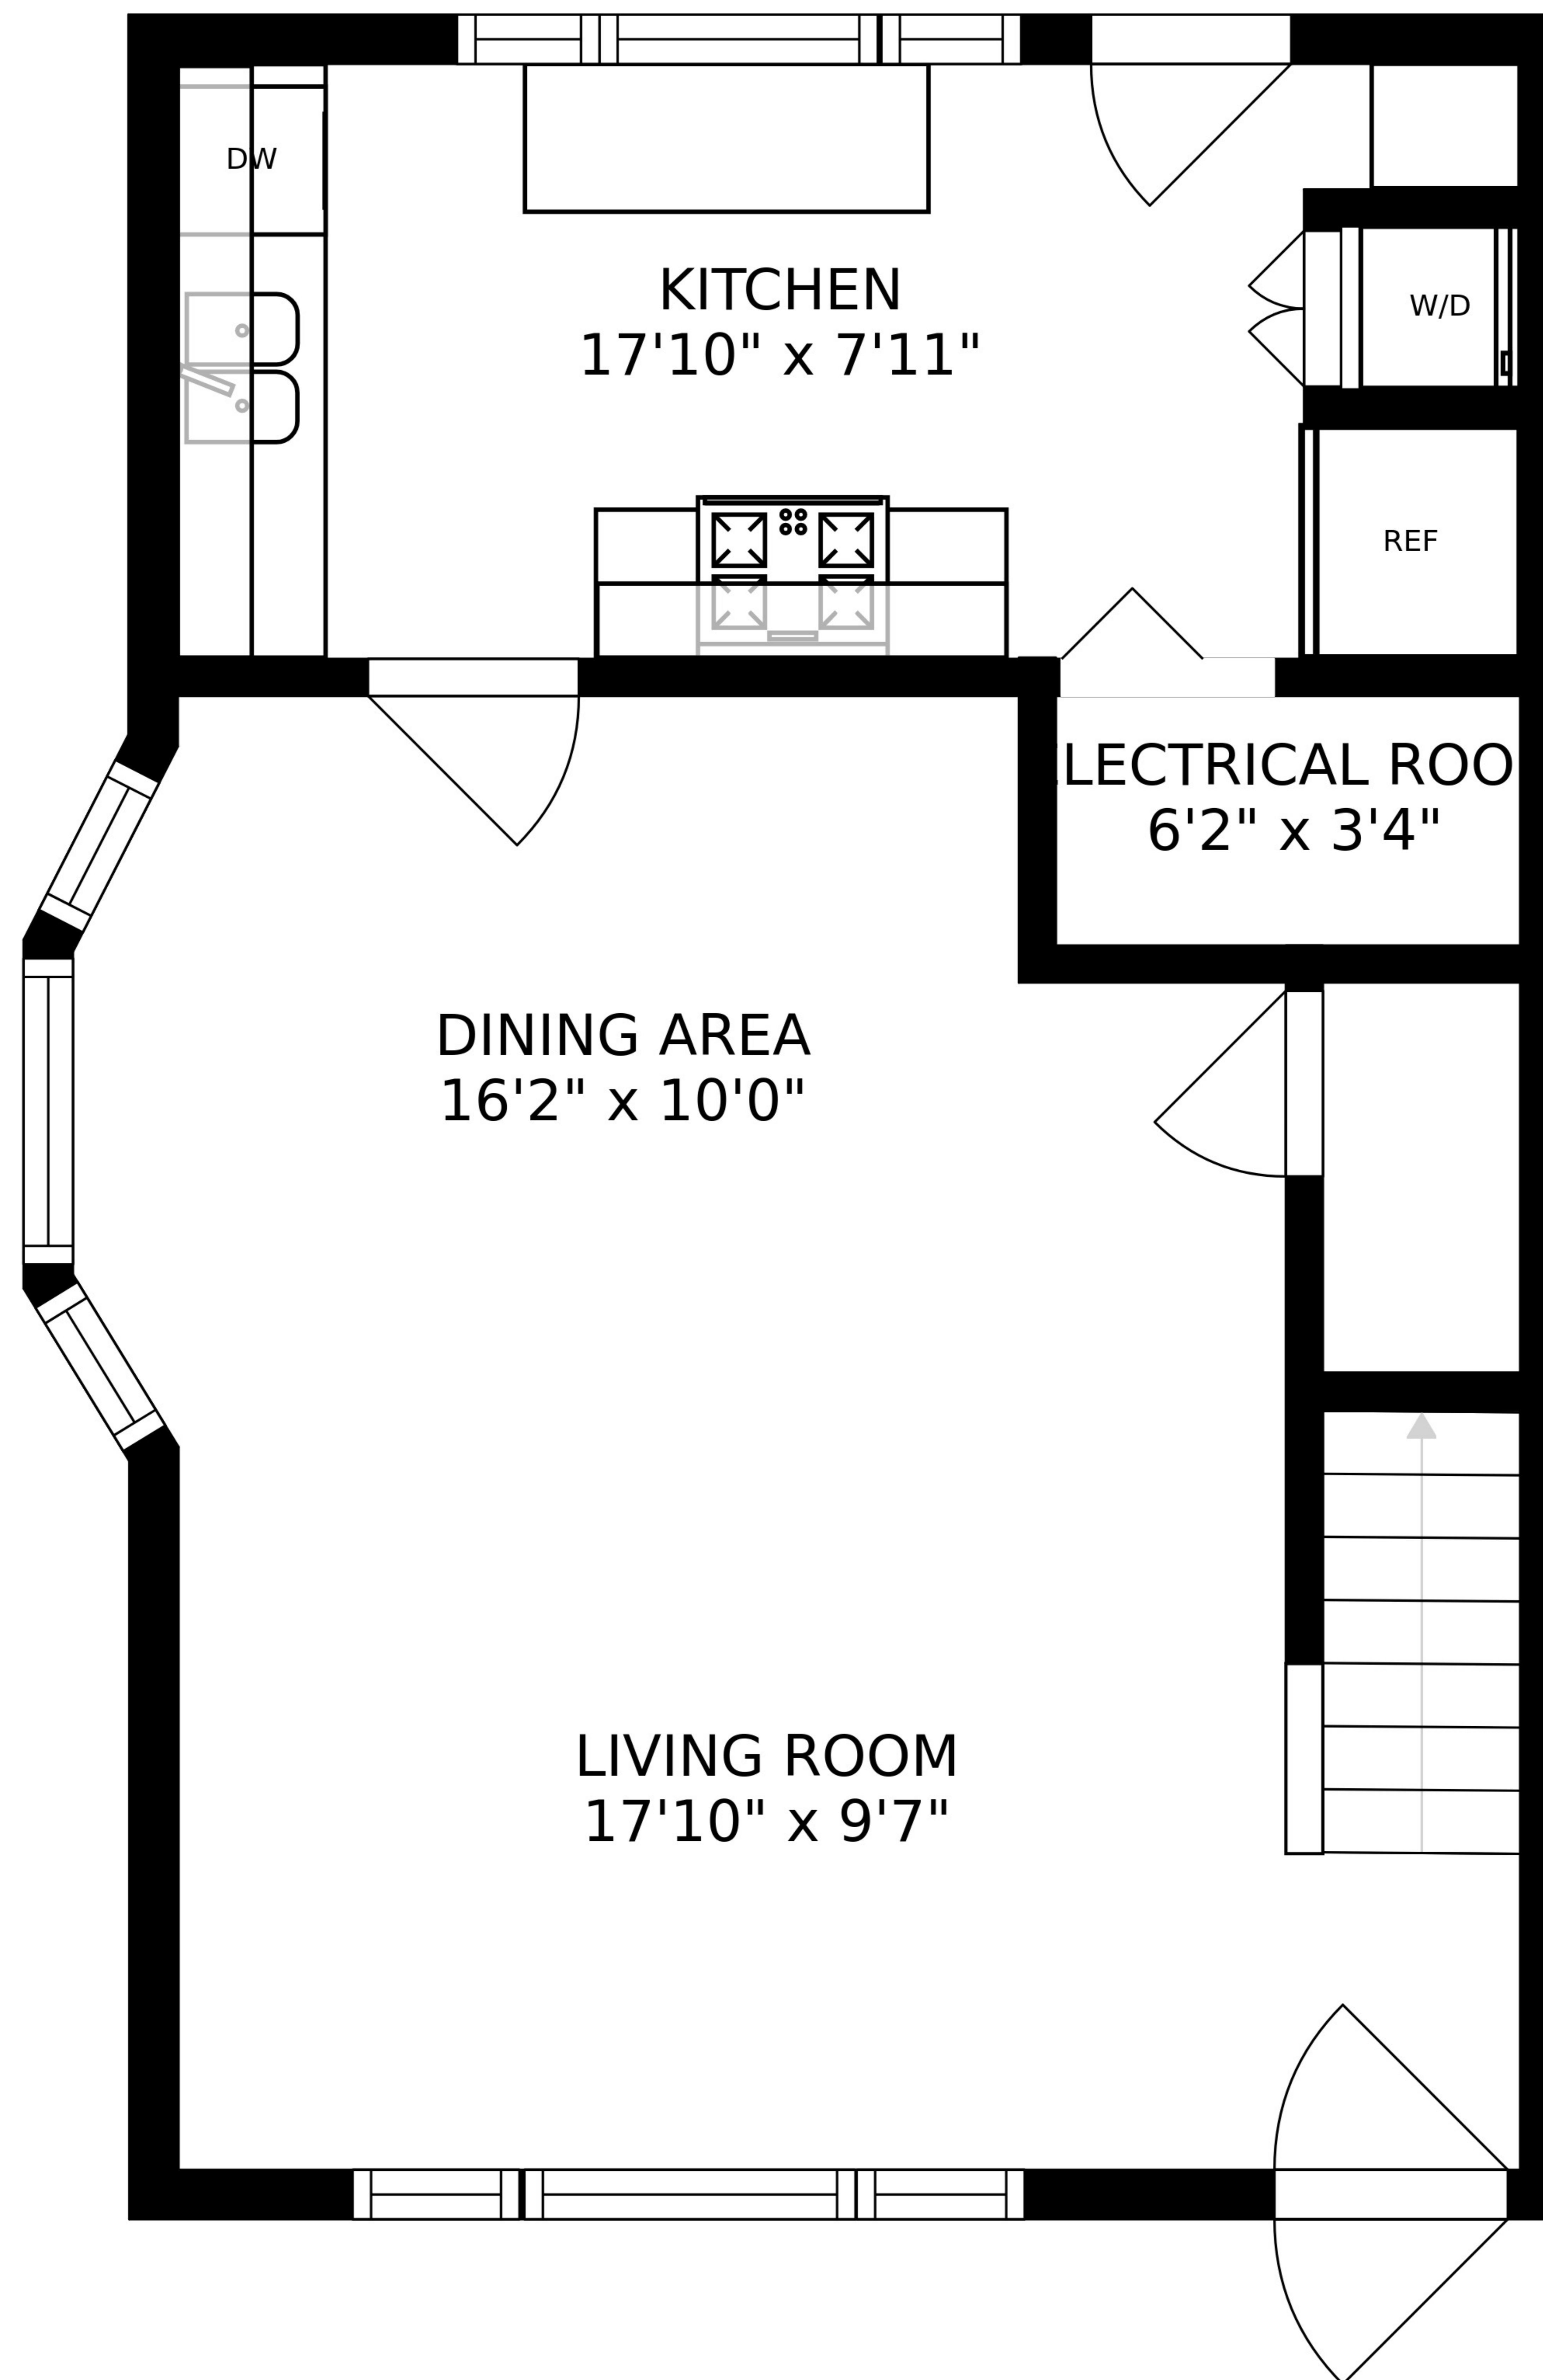 DW
KITCHEN
17'10" x 7'11"
W/D
REF
LECTRICAL ROO
6'2" x 3'4"
DINING AREA
16'2" x 10'0"
LIVING ROOM
17'10" x 9'7"